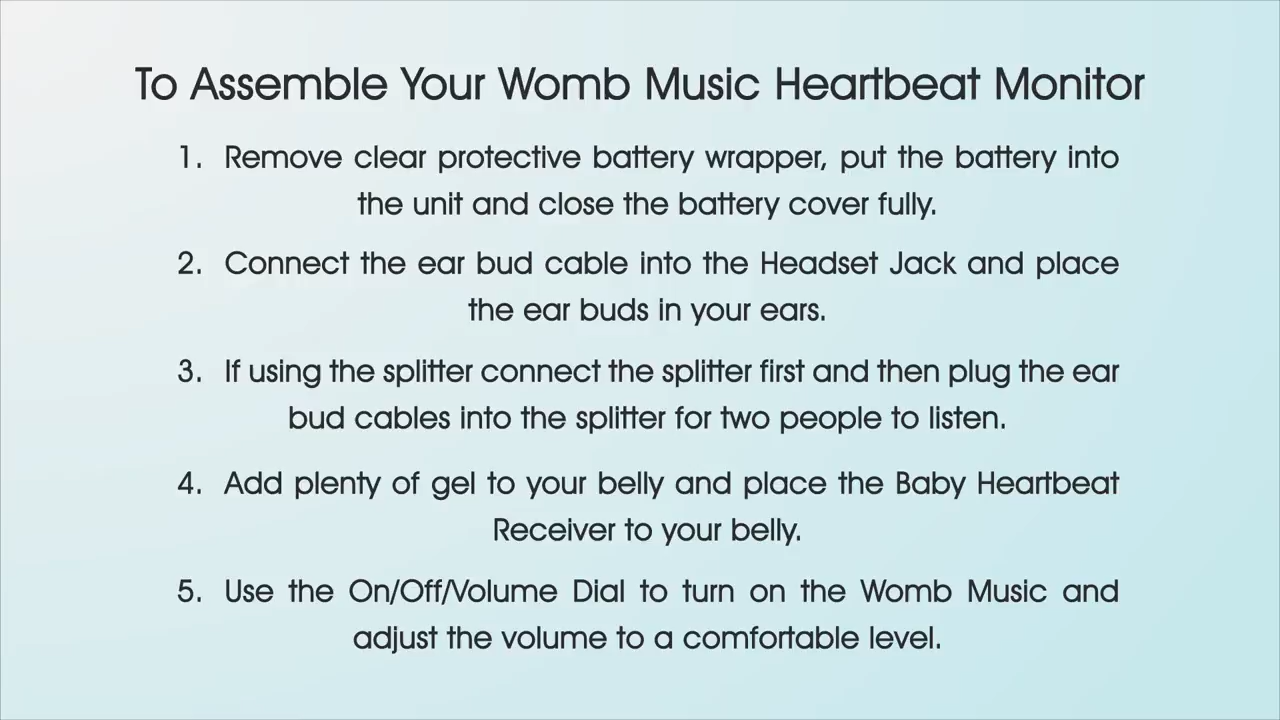 To Assemble Your Womb Music Heartbeat Monitor
1. Remove clear protective battery wrapper, put the battery into
the unit and close the battery cover fully.
2. Connect the ear bud cable into the Headset Jack and place
the ear buds in your ears.
3. If using the splitter connect the splitter first and then plug the ear
bud cables into the splitter for two people to listen.
4. Add plenty of gel to your belly and place the Baby Heartbeat
Receiver to your belly.
5. Use the On/Off/Volume Dial to turn on the Womb Music and
adjust the volume to a comfortable level.